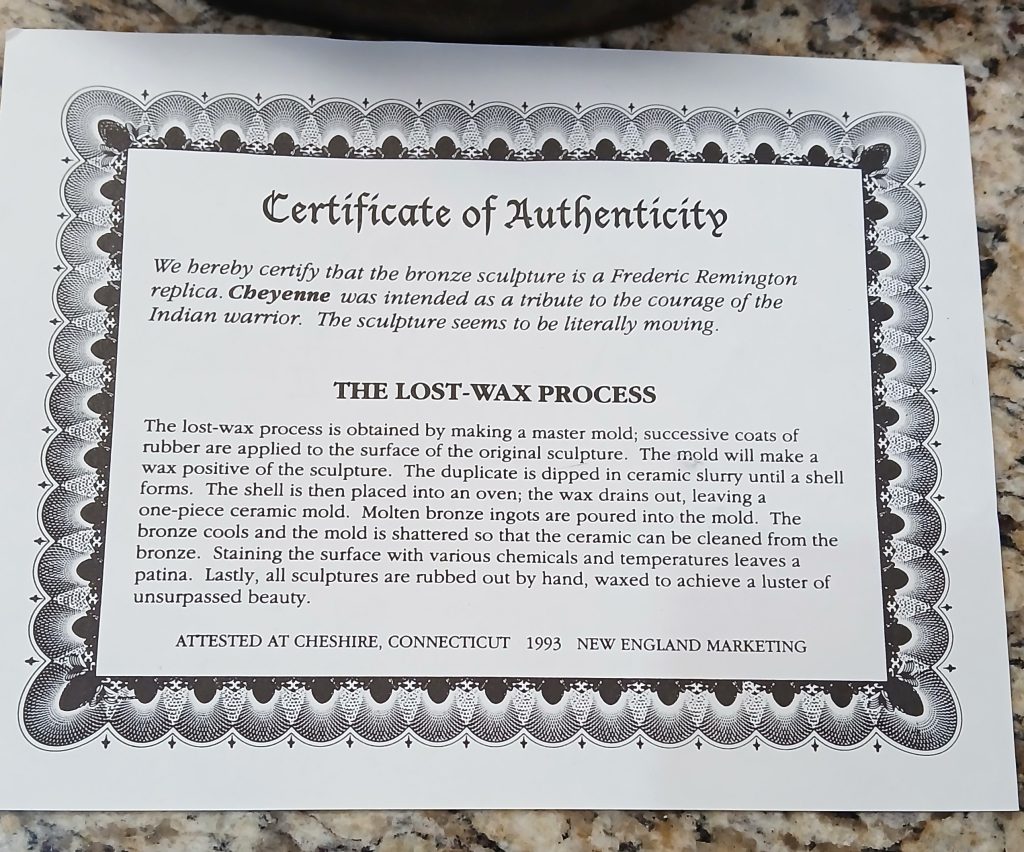 Certificate of Authenticity
We hereby certify that the bronze sculpture is a Frederic Remington
replica. Cheyenne was intended as a tribute to the courage of the
Indian warrior. The sculpture seems to be literally moving.
THE LOST-WAX PROCESS
The lost-wax process is obtained by making a master mold; successive coats of
rubber are applied to the surface of the original sculpture. The mold will make a
wax positive of the sculpture. The duplicate is dipped in ceramic slurry until a shell
forms. The shell is then placed into an oven; the wax drains out, leaving a
one-piece ceramic mold. Molten bronze ingots are poured into the mold. The
bronze cools and the mold is shattered so that the ceramic can be cleaned from the
bronze. Staining the surface with various chemicals and temperatures leaves a
patina. Lastly, all sculptures are rubbed out by hand, waxed to achieve a luster of
unsurpassed beauty.
ATTESTED AT CHESHIRE, CONNECTICUT 1993 NEW ENGLAND MARKETING